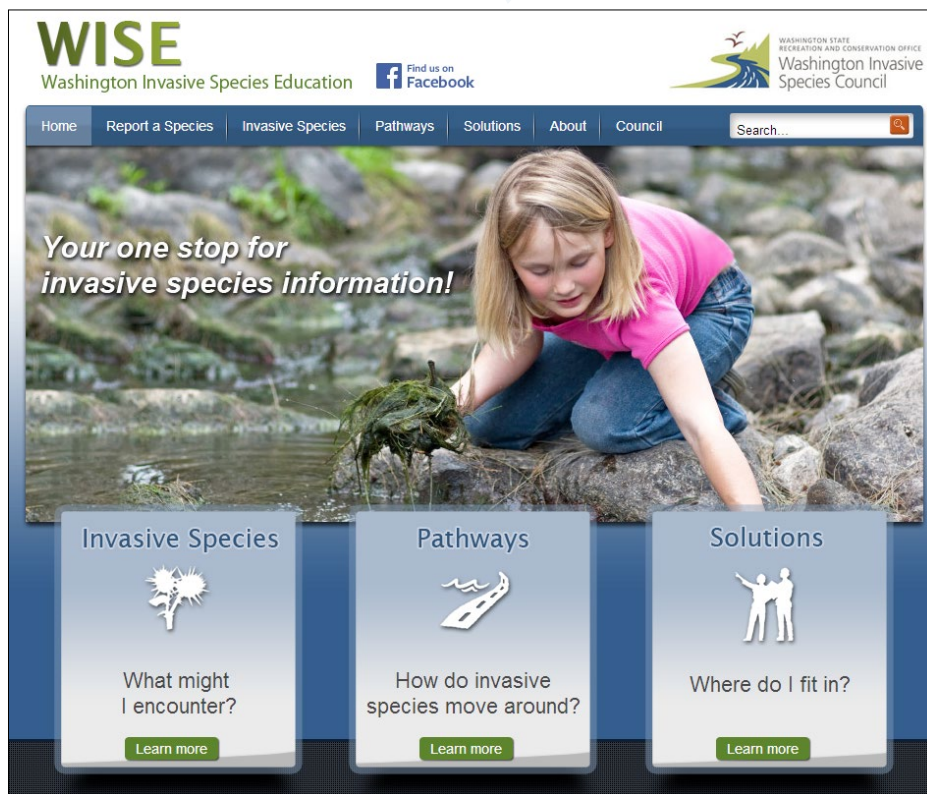 WISE
Washington Invasive Species Education
Find us on
Facebook
WASHINGTON STATE
RECREATION AND CONSERVATION OFFICE
Washington Invasive
Species Council
Home
Report a Species
Invasive Species
Pathways
Solutions
About
Council
Search...
Your one stop for
invasive species information!
Invasive Species
What might
I encounter?
Learn more
Pathways
How do invasive
species move around?
Learn more
Solutions
Where do I fit in?
Learn more